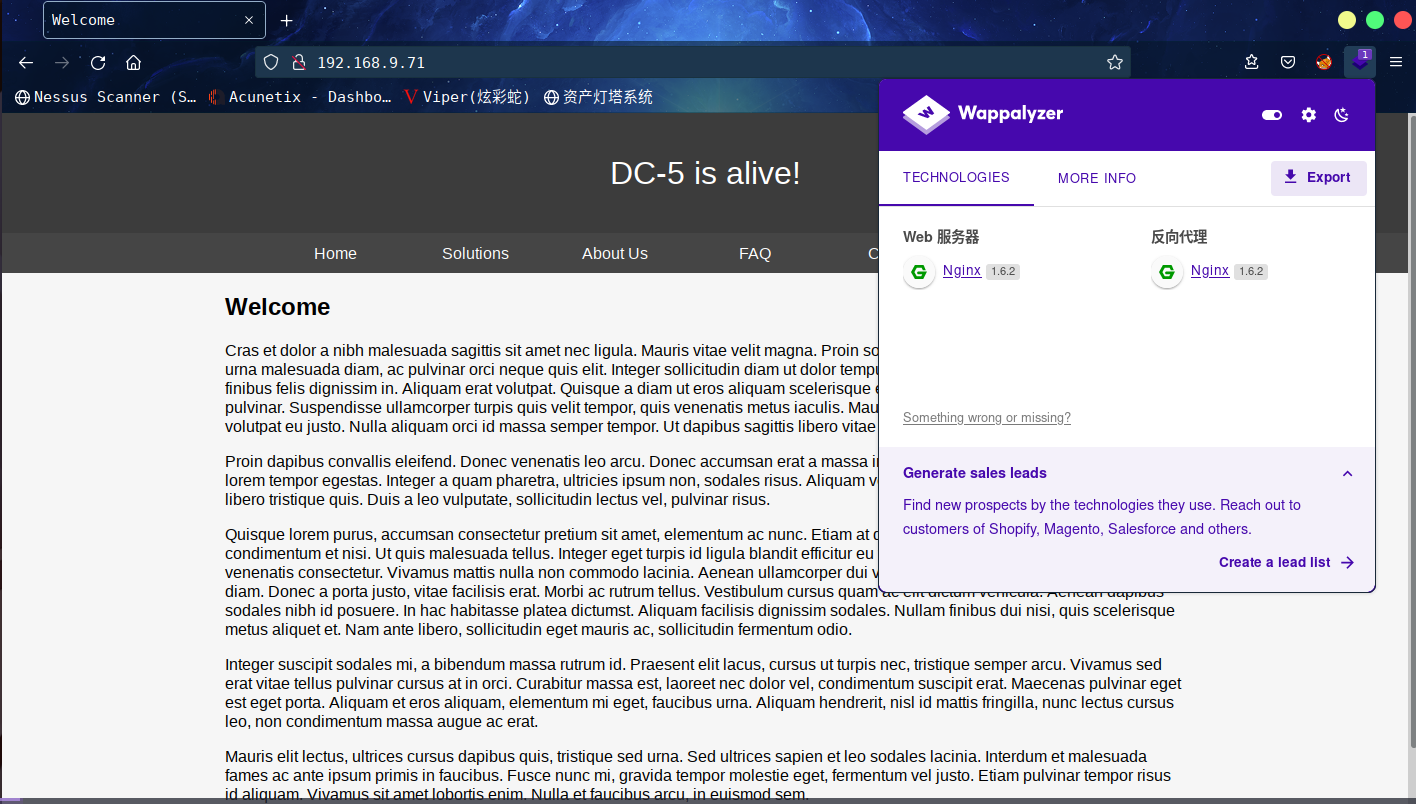 Welcome
192.168.9.71
1
Nessus Scanner (S…
Acunetix - Dashbo…
Viper(炫彩蛇)
资产灯塔系统
DC-5 is alive!
Home
Solutions
About Us
FAQ
C
Welcome
Cras et dolor a nibh malesuada sagittis sit amet nec ligula. Mauris vitae velit magna. Proin so
urna malesuada diam, ac pulvinar orci neque quis elit. Integer sollicitudin diam ut dolor tempu
finibus felis dignissim in. Aliquam erat volutpat. Quisque a diam ut eros aliquam scelerisque
pulvinar. Suspendisse ullamcorper turpis quis velit tempor, quis venenatis metus iaculis. Mau
volutpat eu justo. Nulla aliquam orci id massa semper tempor. Ut dapibus sagittis libero vitae
Proin dapibus convallis eleifend. Donec venenatis leo arcu. Donec accumsan erat a massa i
lorem tempor egestas. Integer a quam pharetra, ultricies ipsum non, sodales risus. Aliquam v
libero tristique quis. Duis a leo vulputate, sollicitudin lectus vel, pulvinar risus.
Quisque lorem purus, accumsan consectetur pretium sit amet, elementum ac nunc. Etiam at
condimentum et nisi. Ut quis malesuada tellus. Integer eget turpis id ligula blandit efficitur eu
venenatis consectetur. Vivamus mattis nulla non commodo lacinia. Aenean ullamcorper dui v
diam. Donec a porta justo, vitae facilisis erat. Morbi ac rutrum tellus. Vestibulum cursus quam ac elit dictum vehicula. Aenean dapibus
sodales nibh id posuere. In hac habitasse platea dictumst. Aliquam facilisis dignissim sodales. Nullam finibus dui nisi, quis scelerisque
metus aliquet et. Nam ante libero, sollicitudin eget mauris ac, sollicitudin fermentum odio.
Integer suscipit sodales mi, a bibendum massa rutrum id. Praesent elit lacus, cursus ut turpis nec, tristique semper arcu. Vivamus sed
erat vitae tellus pulvinar cursus at in orci. Curabitur massa est, laoreet nec dolor vel, condimentum suscipit erat. Maecenas pulvinar eget
est eget porta. Aliquam et eros aliquam, elementum mi eget, faucibus urna. Aliquam hendrerit, nisl id mattis fringilla, nunc lectus cursus
leo, non condimentum massa augue ac erat.
Mauris elit lectus, ultrices cursus dapibus quis, tristique sed urna. Sed ultrices sapien et leo sodales lacinia. Interdum et malesuada
fames ac ante ipsum primis in faucibus. Fusce nunc mi, gravida tempor molestie eget, fermentum vel justo. Etiam pulvinar tempor risus
id aliquam. Vivamus sit amet lobortis enim. Nulla et faucibus arcu, in euismod sem.
Wappalyzer
TECHNOLOGIES
MORE INFO
Export
Web 服务器
Nginx 1.6.2
反向代理
Nginx 1.6.2
Something wrong or missing?
Generate sales leads
Find new prospects by the technologies they use. Reach out to
customers of Shopify, Magento, Salesforce and others.
Create a lead list